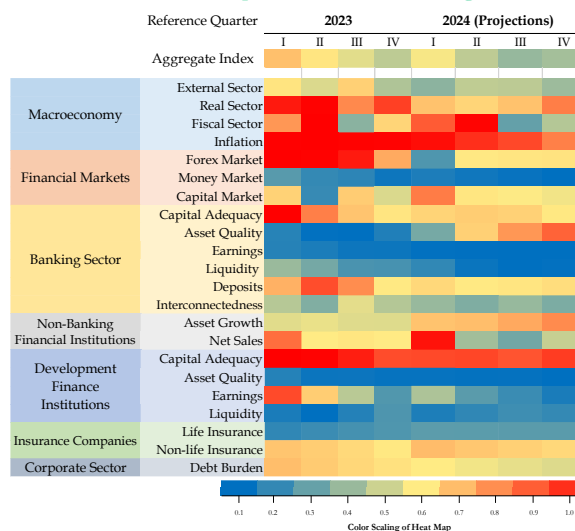 Reference Quarter 2023 2024 (Projections)
I II III IV I II III IV
Aggregate Index
Macroeconomy
External Sector
Real Sector
Fiscal Sector
Inflation
Financial Markets
Forex Market
Money Market
Capital Market
Banking Sector
Capital Adequacy
Asset Quality
Earnings
Liquidity
Deposits
Interconnectedness
Non-Banking
Financial Institutions
Asset Growth
Net Sales
Development
Finance
Institutions
Capital Adequacy
Asset Quality
Earnings
Liquidity
Insurance Companies
Life Insurance
Non-life Insurance
Corporate Sector
Debt Burden
0.1 0.2 0.3 0.4 0.5 0.6 0.7 0.8 0.9 1.0
Color Scaling of Heat Map